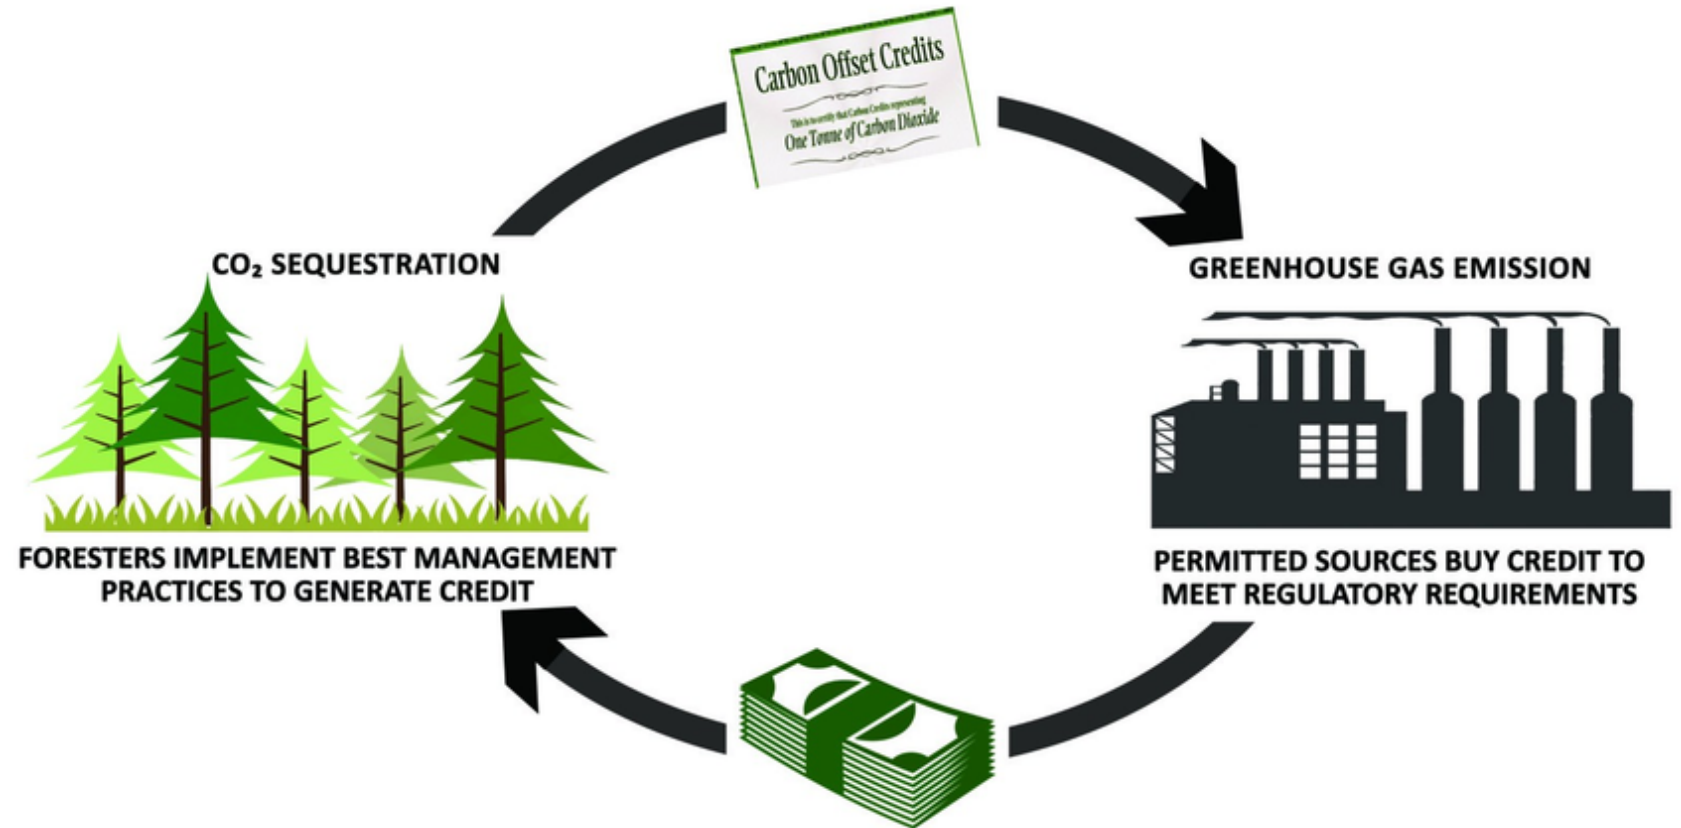 Carbon Offset Credits
This is to certify that Carbon Credits representing
One Tonne of Carbon Dioxide
CO₂ SEQUESTRATION
GREENHOUSE GAS EMISSION
FORESTERS IMPLEMENT BEST MANAGEMENT
PRACTICES TO GENERATE CREDIT
PERMITTED SOURCES BUY CREDIT TO
MEET REGULATORY REQUIREMENTS